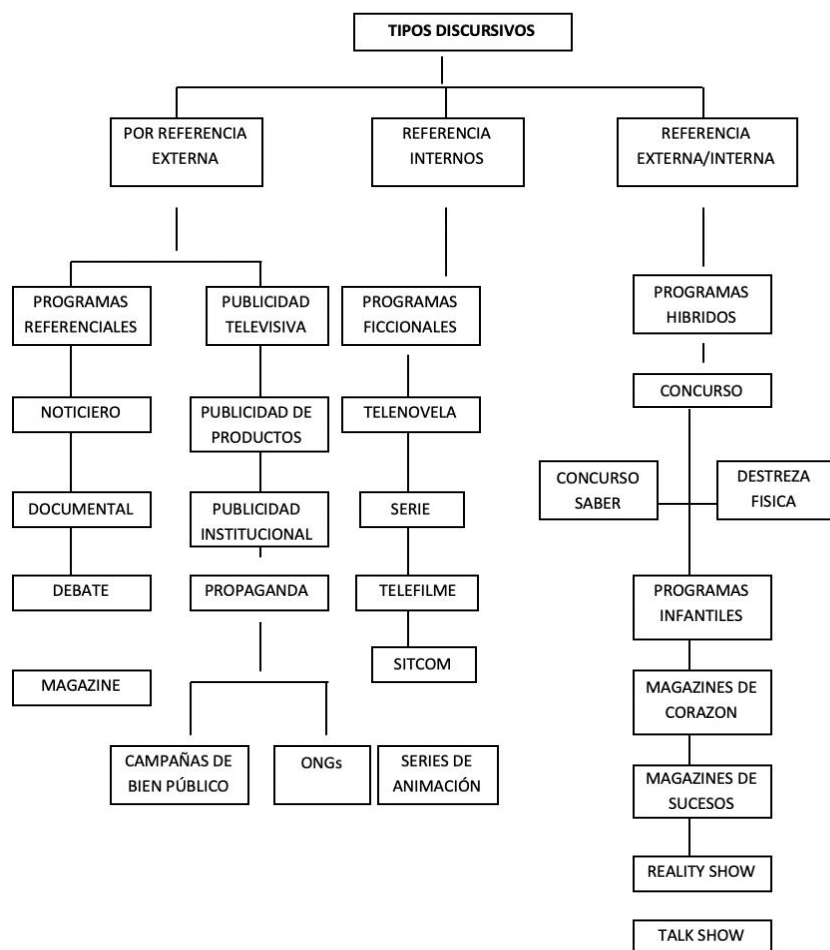 TIPOS DISCURSIVOS
POR REFERENCIA
EXTERNA
REFERENCIA
INTERNOS
REFERENCIA
EXTERNA/INTERNA
PROGRAMAS
REFERENCIALES
PUBLICIDAD
TELEVISIVA
PROGRAMAS
FICCIONALES
PROGRAMAS
HIBRIDOS
CONCURSO
NOTICIERO
PUBLICIDAD DE
PRODUCTOS
TELENOVELA
CONCURSO
SABER
DESTREZA
FISICA
DOCUMENTAL
PUBLICIDAD
INSTITUCIONAL
SERIE
DEBATE
PROPAGANDA
TELEFILME
PROGRAMAS
INFANTILES
SITCOM
MAGAZINE
MAGAZINES DE
CORAZON
CAMPAÑAS DE
BIEN PÚBLICO
ONGs
SERIES DE
ANIMACIÓN
MAGAZINES DE
SUCESOS
REALITY SHOW
TALK SHOW